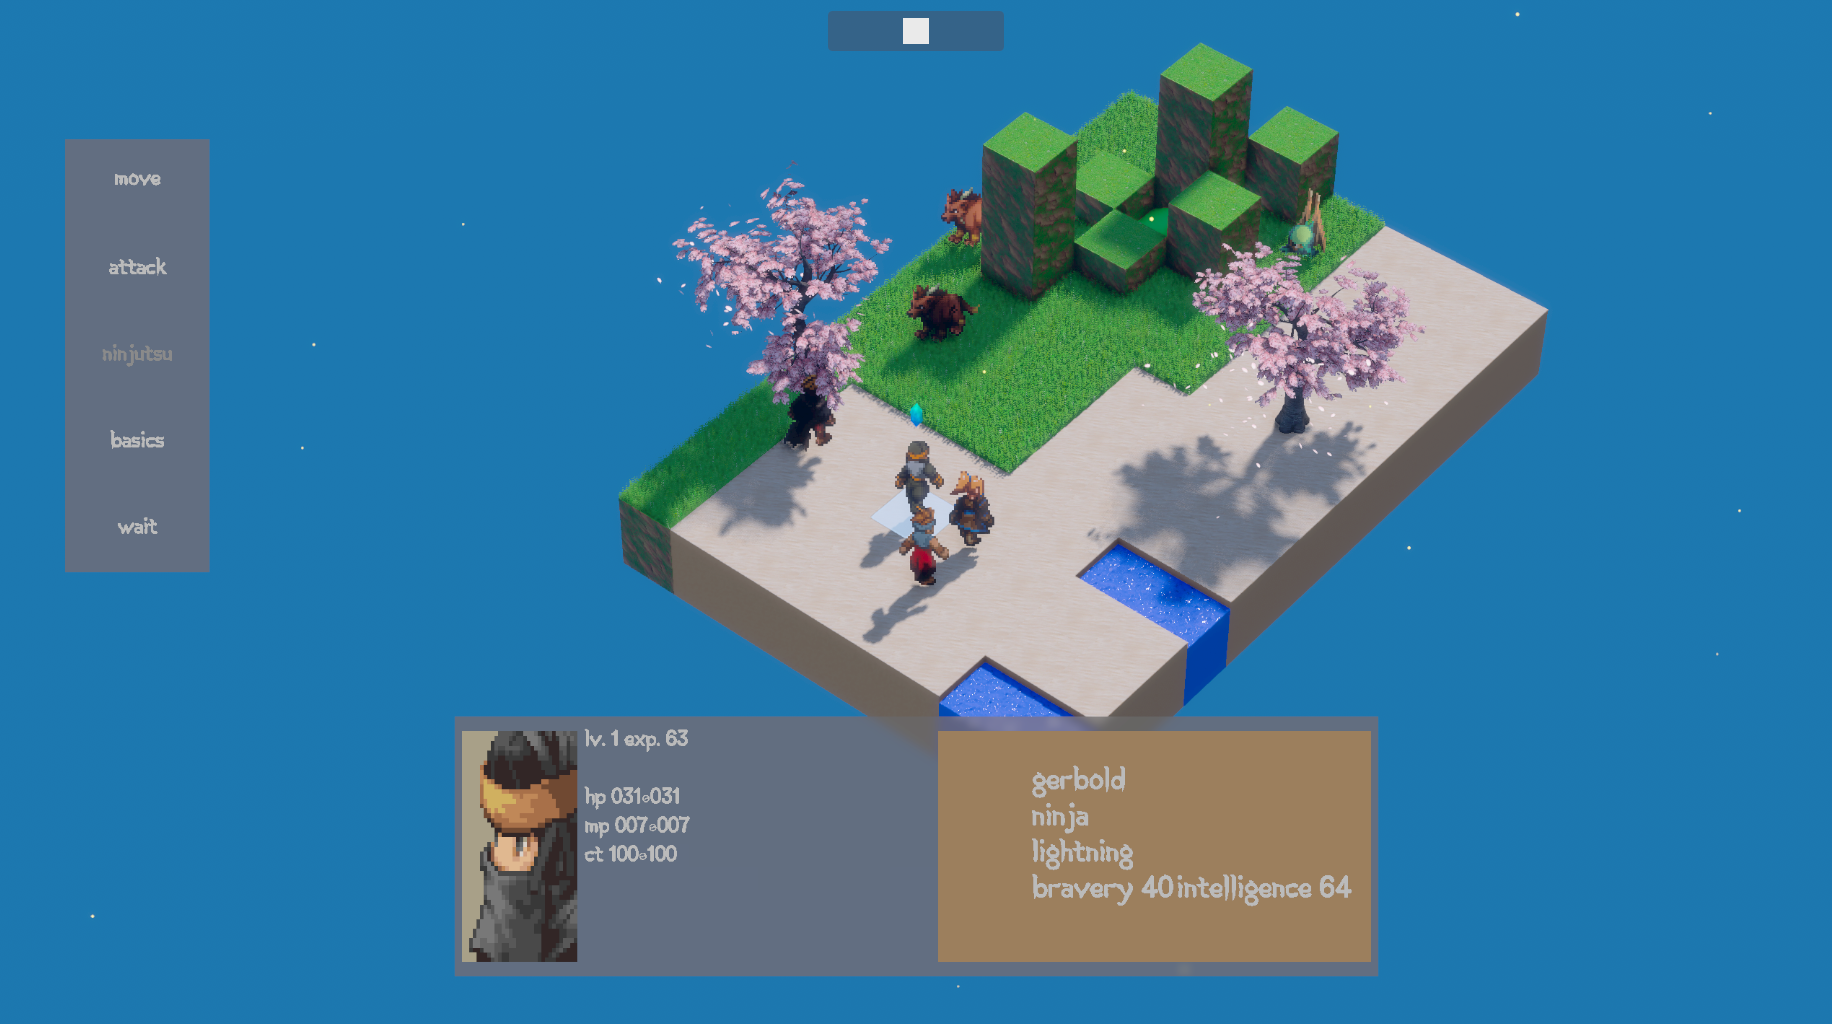 move
attack
ninjutsu
basics
wait
lv. 1 exp. 63
hp 031/031
mp 007/007
ct 100/100
gerbold
ninja
lightning
bravery 40 intelligence 64